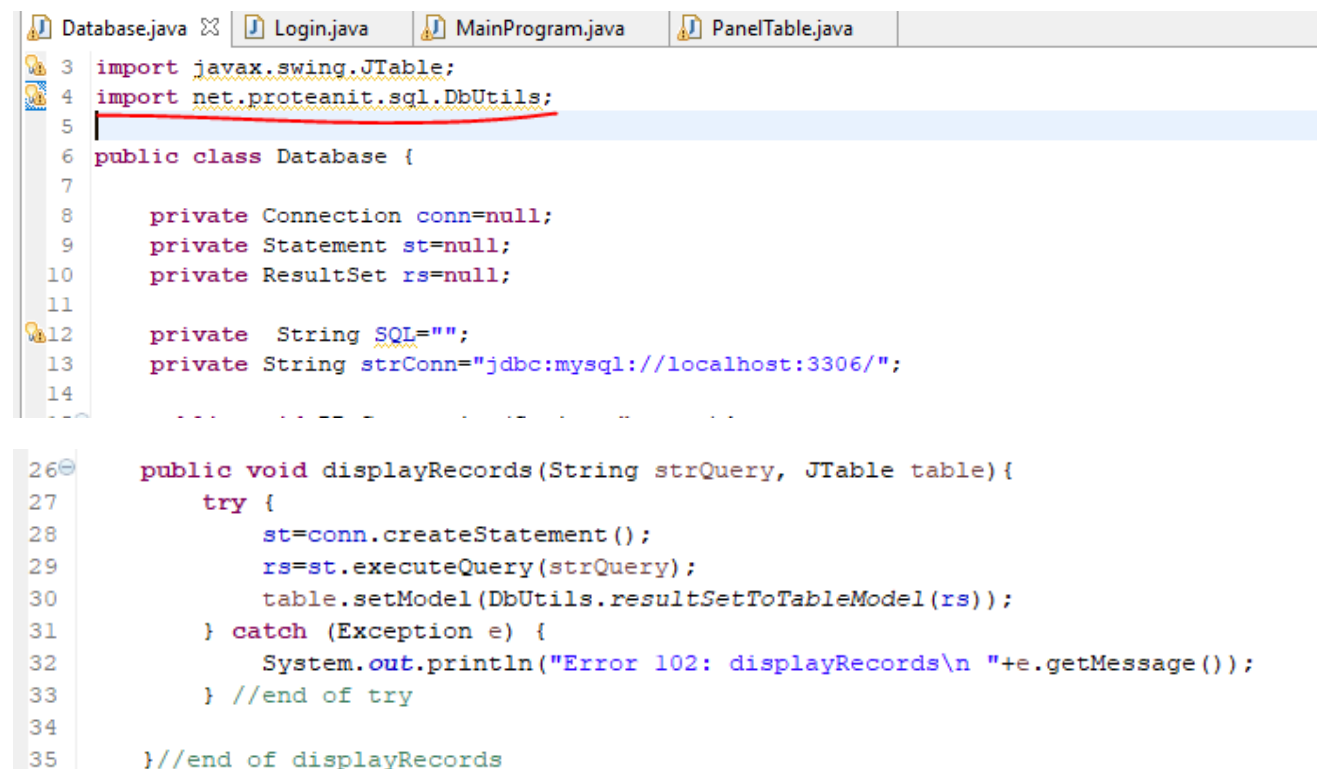 Database.java Login.java MainProgram.java PanelTable.java
3 import javax.swing.JTable;
4 import net.proteanit.sql.DbUtils;
5
6 public class Database {
7
8 private Connection conn=null;
9 private Statement st=null;
10 private ResultSet rs=null;
11
12 private  String SQL="";
13 private String strConn="jdbc:mysql://localhost:3306/";
14
26 public void displayRecords(String strQuery, JTable table){
27 try {
28 st=conn.createStatement();
29 rs=st.executeQuery(strQuery);
30 table.setModel(DbUtils.resultSetToTableModel(rs));
31 } catch (Exception e) {
32 System.out.println("Error 102: displayRecords\n "+e.getMessage());
33 } //end of try
34
35 }//end of displayRecords